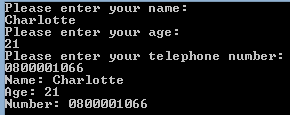 Please enter your name:
Charlotte
Please enter your age:
21
Please enter your telephone number:
0800001066
Name: Charlotte
Age: 21
Number: 0800001066